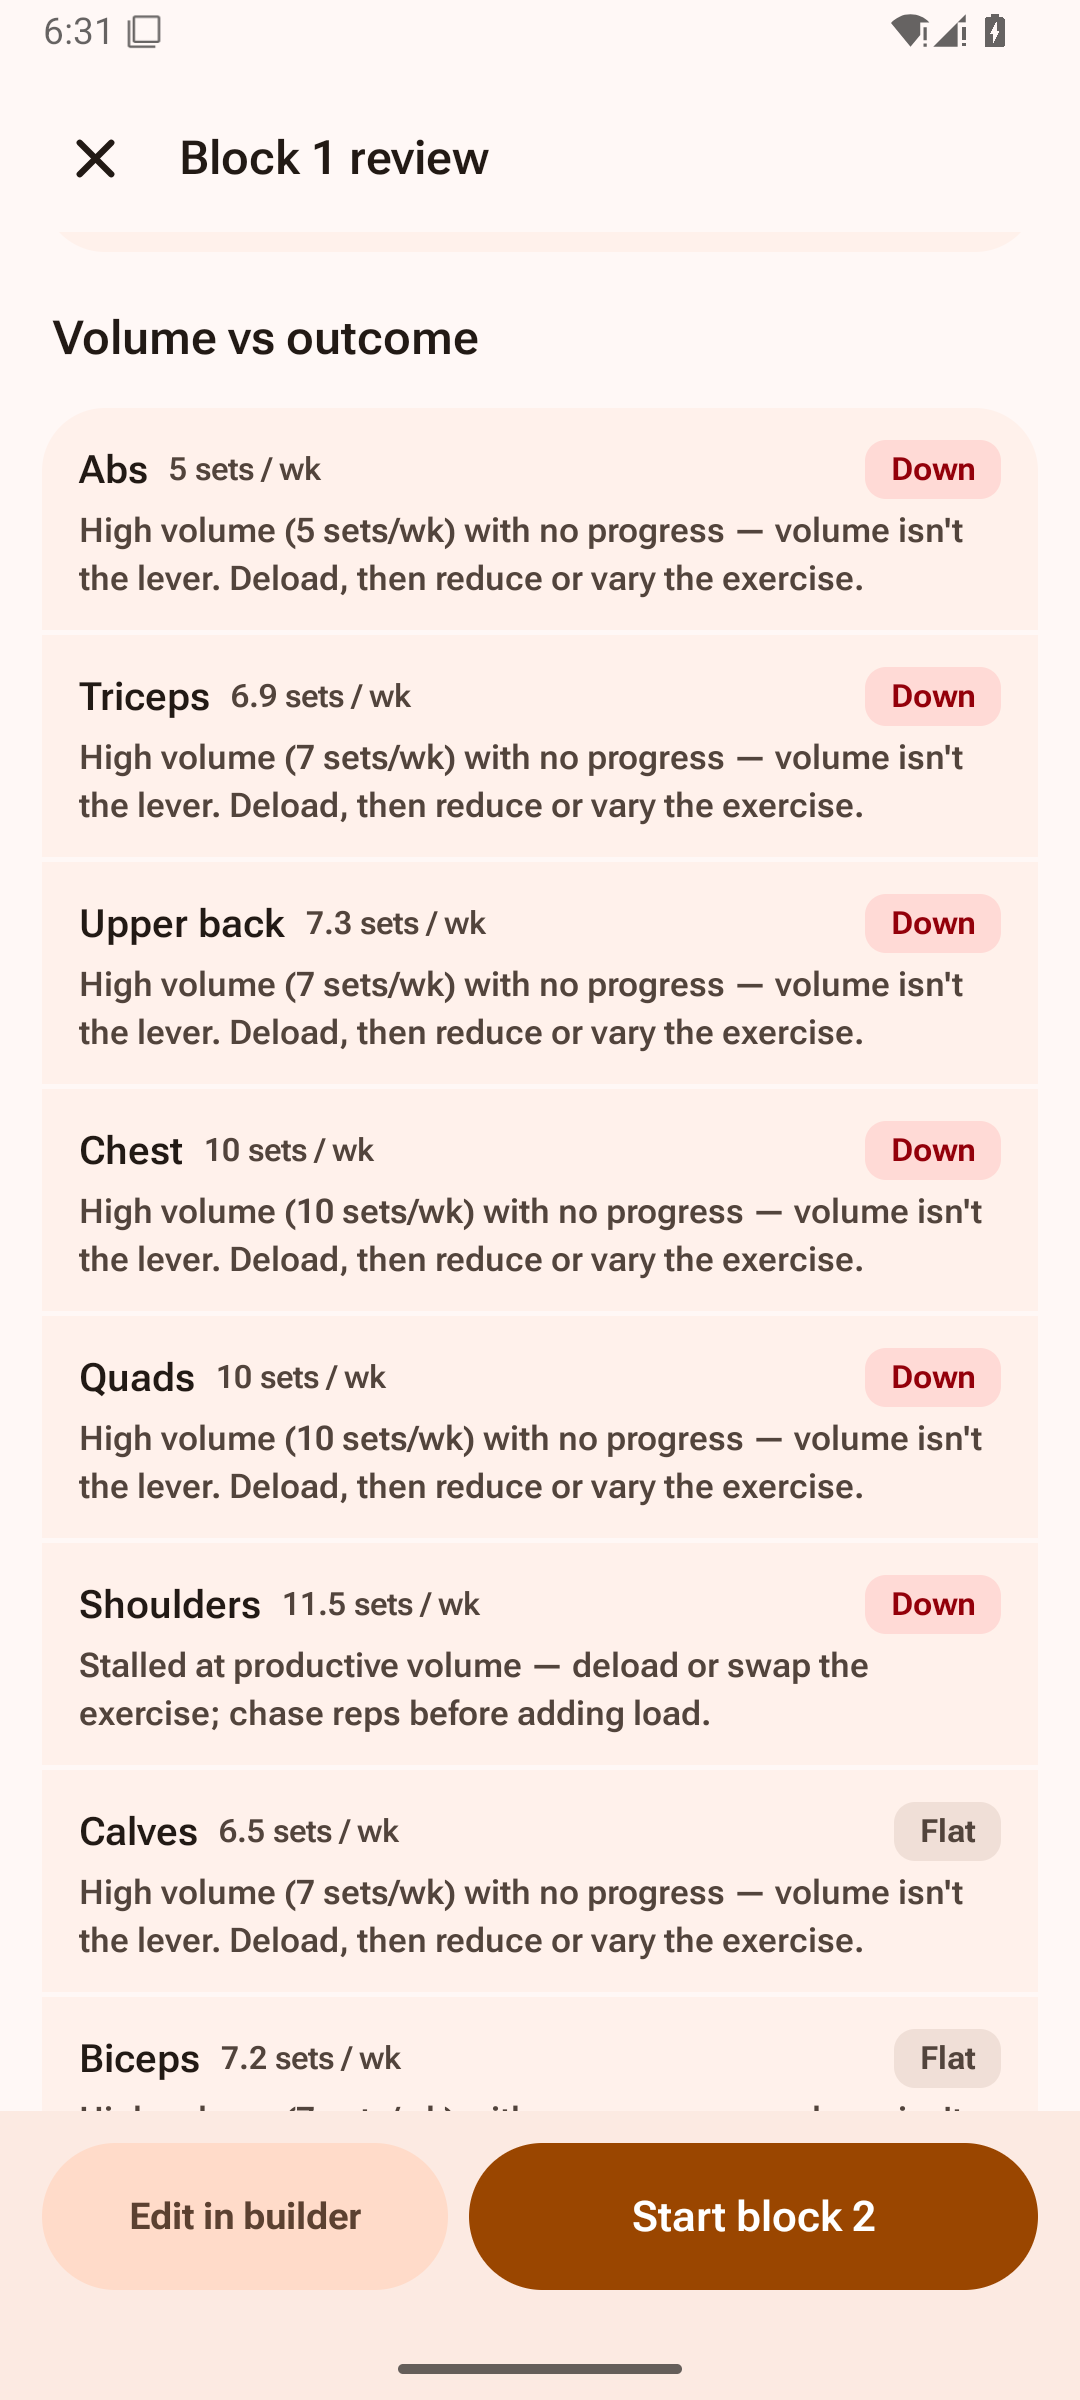 6:31
Block 1 review
Volume vs outcome
Abs 5 sets / wk Down
High volume (5 sets/wk) with no progress — volume isn't
the lever. Deload, then reduce or vary the exercise.
Triceps 6.9 sets / wk Down
High volume (7 sets/wk) with no progress — volume isn't
the lever. Deload, then reduce or vary the exercise.
Upper back 7.3 sets / wk Down
High volume (7 sets/wk) with no progress — volume isn't
the lever. Deload, then reduce or vary the exercise.
Chest 10 sets / wk Down
High volume (10 sets/wk) with no progress — volume isn't
the lever. Deload, then reduce or vary the exercise.
Quads 10 sets / wk Down
High volume (10 sets/wk) with no progress — volume isn't
the lever. Deload, then reduce or vary the exercise.
Shoulders 11.5 sets / wk Down
Stalled at productive volume — deload or swap the
exercise; chase reps before adding load.
Calves 6.5 sets / wk Flat
High volume (7 sets/wk) with no progress — volume isn't
the lever. Deload, then reduce or vary the exercise.
Biceps 7.2 sets / wk Flat
Edit in builder
Start block 2